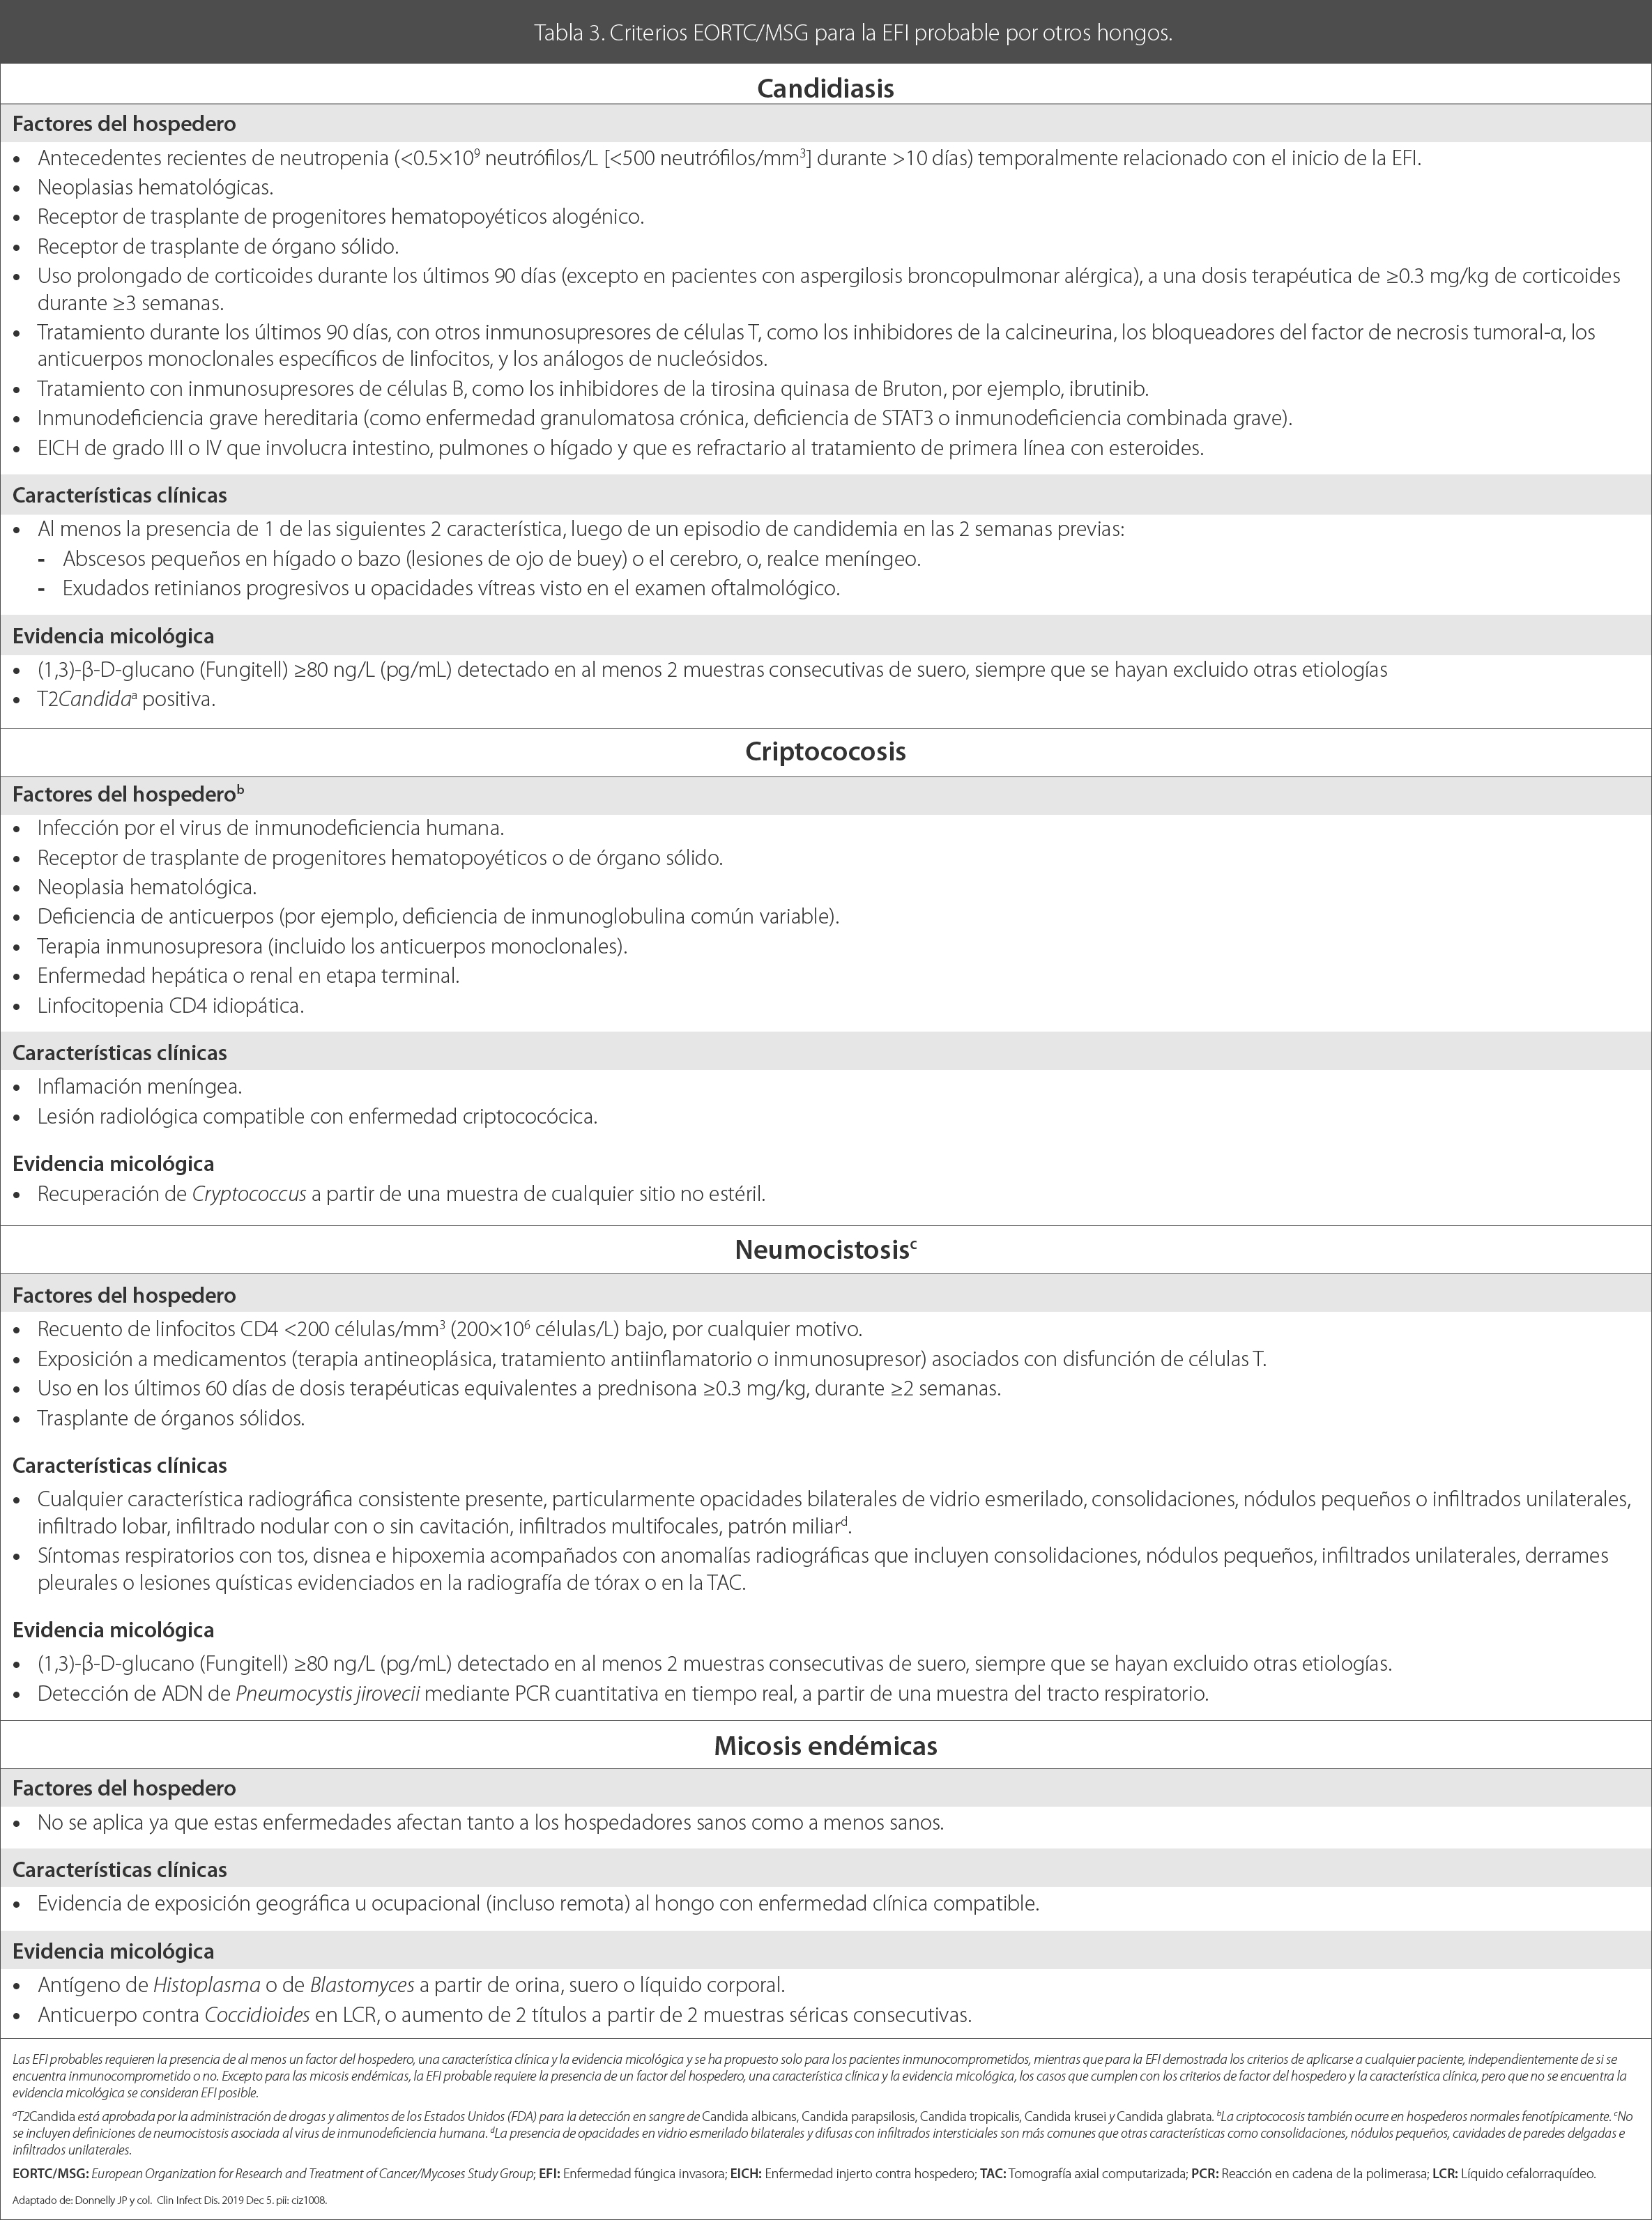 Tabla 3. Criterios EORTC/MSG para la EFI probable por otros hongos.
Candidiasis
Factores del hospedero
• Antecedentes recientes de neutropenia (<0.5×10⁹ neutrófilos/L [<500 neutrófilos/mm³] durante >10 días) temporalmente relacionado con el inicio de la EFI.
• Neoplasias hematológicas.
• Receptor de trasplante de progenitores hematopoyéticos alogénico.
• Receptor de trasplante de órgano sólido.
• Uso prolongado de corticoides durante los últimos 90 días (excepto en pacientes con aspergilosis broncopulmonar alérgica), a una dosis terapéutica de ≥0.3 mg/kg de corticoides
durante ≥3 semanas.
• Tratamiento durante los últimos 90 días, con otros inmunosupresores de células T, como los inhibidores de la calcineurina, los bloqueadores del factor de necrosis tumoral-α, los
anticuerpos monoclonales específicos de linfocitos, y los análogos de nucleósidos.
• Tratamiento con inmunosupresores de células B, como los inhibidores de la tirosina quinasa de Bruton, por ejemplo, ibrutinib.
• Inmunodeficiencia grave hereditaria (como enfermedad granulomatosa crónica, deficiencia de STAT3 o inmunodeficiencia combinada grave).
• EICH de grado III o IV que involucra intestino, pulmones o hígado y que es refractario al tratamiento de primera línea con esteroides.
Características clínicas
• Al menos la presencia de 1 de las siguientes 2 característica, luego de un episodio de candidemia en las 2 semanas previas:
- Abscesos pequeños en hígado o bazo (lesiones de ojo de buey) o el cerebro, o, realce meníngeo.
- Exudados retinianos progresivos u opacidades vítreas visto en el examen oftalmológico.
Evidencia micológica
• (1,3)-β-D-glucano (Fungitell) ≥80 ng/L (pg/mL) detectado en al menos 2 muestras consecutivas de suero, siempre que se hayan excluido otras etiologías
• T2Candidaᵃ positiva.
Criptococosis
Factores del hospederoᵇ
• Infección por el virus de inmunodeficiencia humana.
• Receptor de trasplante de progenitores hematopoyéticos o de órgano sólido.
• Neoplasia hematológica.
• Deficiencia de anticuerpos (por ejemplo, deficiencia de inmunoglobulina común variable).
• Terapia inmunosupresora (incluido los anticuerpos monoclonales).
• Enfermedad hepática o renal en etapa terminal.
• Linfocitopenia CD4 idiopática.
Características clínicas
• Inflamación meníngea.
• Lesión radiológica compatible con enfermedad criptococócica.
Evidencia micológica
• Recuperación de Cryptococcus a partir de una muestra de cualquier sitio no estéril.
Neumocistosisᶜ
Factores del hospedero
• Recuento de linfocitos CD4 <200 células/mm³ (200×10⁶ células/L) bajo, por cualquier motivo.
• Exposición a medicamentos (terapia antineoplásica, tratamiento antiinflamatorio o inmunosupresor) asociados con disfunción de células T.
• Uso en los últimos 60 días de dosis terapéuticas equivalentes a prednisona ≥0.3 mg/kg, durante ≥2 semanas.
• Trasplante de órganos sólidos.
Características clínicas
• Cualquier característica radiográfica consistente presente, particularmente opacidades bilaterales de vidrio esmerilado, consolidaciones, nódulos pequeños o infiltrados unilaterales,
infiltrado lobar, infiltrado nodular con o sin cavitación, infiltrados multifocales, patrón miliarᵈ.
• Síntomas respiratorios con tos, disnea e hipoxemia acompañados con anomalías radiográficas que incluyen consolidaciones, nódulos pequeños, infiltrados unilaterales, derrames
pleurales o lesiones quísticas evidenciados en la radiografía de tórax o en la TAC.
Evidencia micológica
• (1,3)-β-D-glucano (Fungitell) ≥80 ng/L (pg/mL) detectado en al menos 2 muestras consecutivas de suero, siempre que se hayan excluido otras etiologías.
• Detección de ADN de Pneumocystis jirovecii mediante PCR cuantitativa en tiempo real, a partir de una muestra del tracto respiratorio.
Micosis endémicas
Factores del hospedero
• No se aplica ya que estas enfermedades afectan tanto a los hospedadores sanos como a menos sanos.
Características clínicas
• Evidencia de exposición geográfica u ocupacional (incluso remota) al hongo con enfermedad clínica compatible.
Evidencia micológica
• Antígeno de Histoplasma o de Blastomyces a partir de orina, suero o líquido corporal.
• Anticuerpo contra Coccidioides en LCR, o aumento de 2 títulos a partir de 2 muestras séricas consecutivas.
Las EFI probables requieren la presencia de al menos un factor del hospedero, una característica clínica y la evidencia micológica y se ha propuesto solo para los pacientes inmunocomprometidos, mientras que para la EFI demostrada los criterios de aplicarse a cualquier paciente, independientemente de si se
encuentra inmunocomprometido o no. Excepto para las micosis endémicas, la EFI probable requiere la presencia de un factor del hospedero, una característica clínica y la evidencia micológica, los casos que cumplen con los criterios de factor del hospedero y la característica clínica, pero que no se encuentra la
evidencia micológica se consideran EFI posible.
ᵃT2Candida está aprobada por la administración de drogas y alimentos de los Estados Unidos (FDA) para la detección en sangre de Candida albicans, Candida parapsilosis, Candida tropicalis, Candida krusei y Candida glabrata. ᵇLa criptococosis también ocurre en hospederos normales fenotípicamente. ᶜNo
se incluyen definiciones de neumocistosis asociada al virus de inmunodeficiencia humana. ᵈLa presencia de opacidades en vidrio esmerilado bilaterales y difusas con infiltrados intersticiales son más comunes que otras características como consolidaciones, nódulos pequeños, cavidades de paredes delgadas e
infiltrados unilaterales.
EORTC/MSG: European Organization for Research and Treatment of Cancer/Mycoses Study Group; EFI: Enfermedad fúngica invasora; EICH: Enfermedad injerto contra hospedero; TAC: Tomografía axial computarizada; PCR: Reacción en cadena de la polimerasa; LCR: Líquido cefalorraquídeo.
Adaptado de: Donnelly JP y col. Clin Infect Dis. 2019 Dec 5. pii: ciz1008.